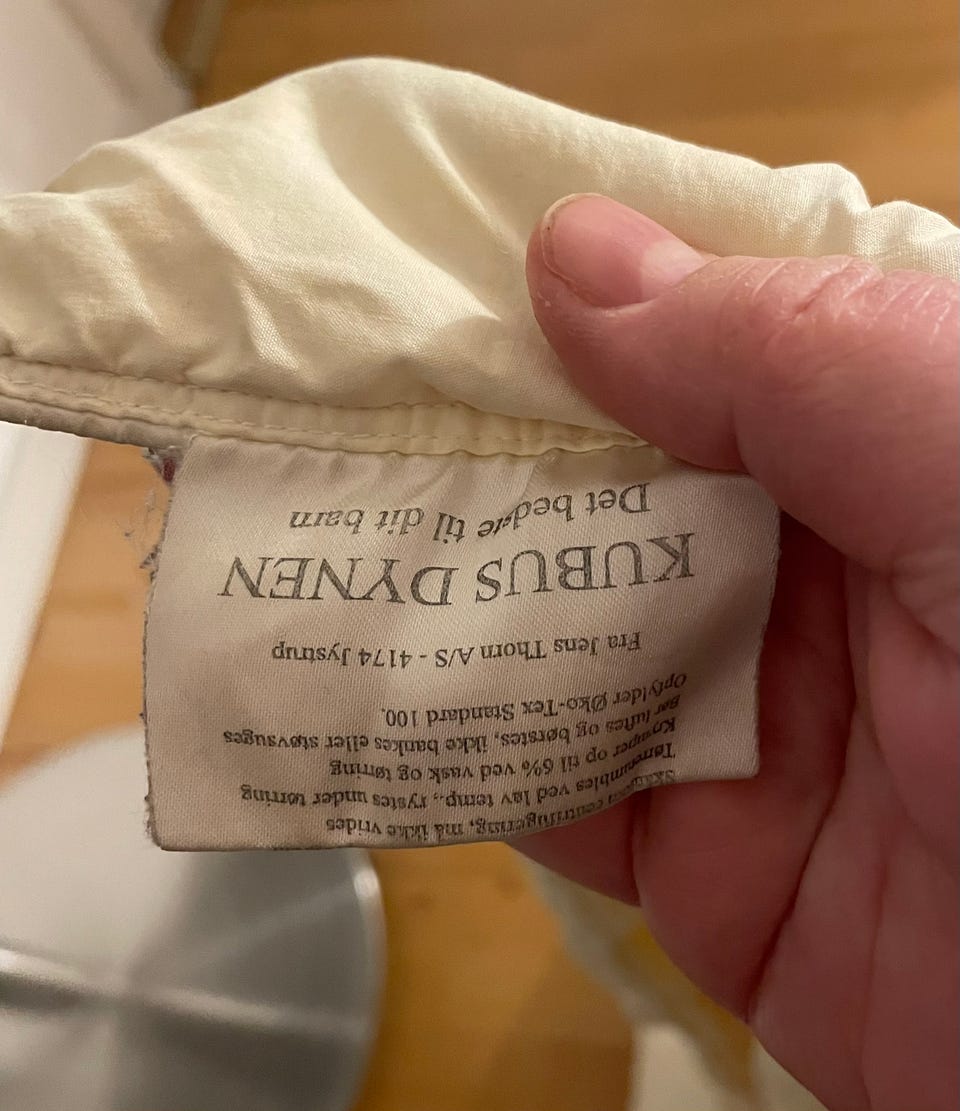 Skånsom centrifugering, må ikke vrides
Tørretumbles ved lav temp., rystes under tørring
Krymper op til 6% ved vask og tørring
Bør luftes og børstes, ikke bankes eller støvsuges
Opfylder Øko-Tex Standard 100.
Fra Jens Thorn A/S - 4174 Jystrup
KUBUS DYNEN
Det bedste til dit barn